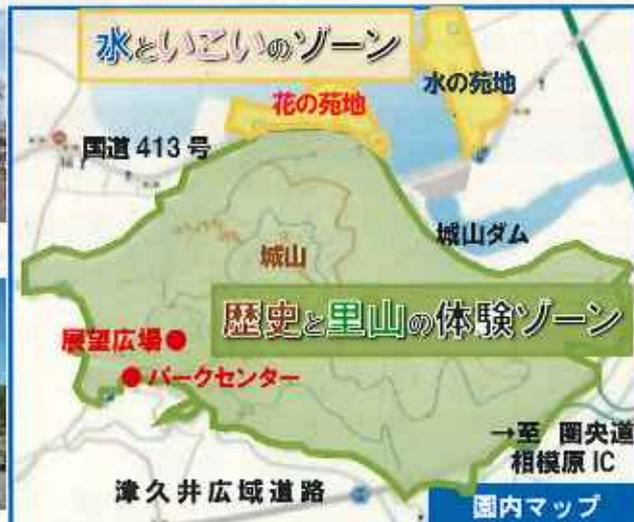 水といこいのゾーン
水の苑地
花の苑地
国道413号
城山ダム
城山
歴史と里山の体験ゾーン
展望広場●
●パークセンター
→至 圏央道
相模原IC
津久井広域道路
園内マップ